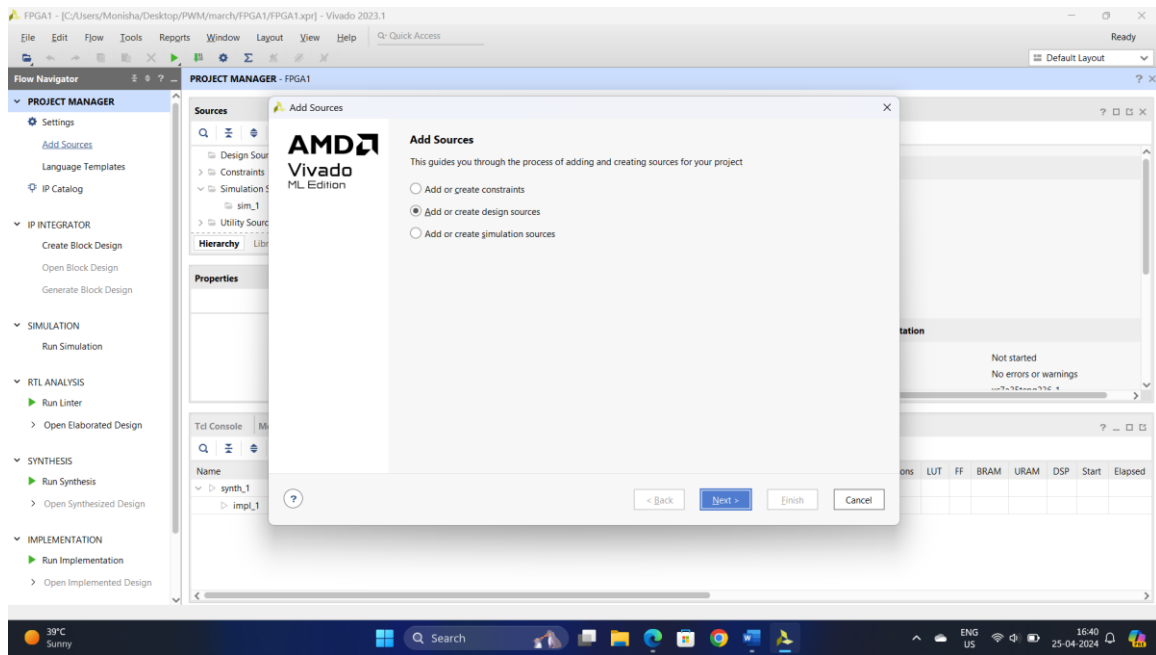 FPGA1 - [C:/Users/Monisha/Desktop/PWM/march/FPGA1/FPGA1.xpr] - Vivado 2023.1
File Edit Flow Tools Reports Window Layout View Help Quick Access Ready
Default Layout
Flow Navigator
PROJECT MANAGER - FPGA1
PROJECT MANAGER
Settings
Add Sources
Language Templates
IP Catalog
IP INTEGRATOR
Create Block Design
Open Block Design
Generate Block Design
SIMULATION
Run Simulation
RTL ANALYSIS
Run Linter
Open Elaborated Design
SYNTHESIS
Run Synthesis
Open Synthesized Design
IMPLEMENTATION
Run Implementation
Open Implemented Design
Sources
Design Sour
Constraints
Simulation S
sim_1
Utility Sourc
Hierarchy Libr
Properties
Add Sources
AMD
Vivado
ML Edition
Add Sources
This guides you through the process of adding and creating sources for your project
Add or create constraints
Add or create design sources
Add or create simulation sources
? < Back Next > Finish Cancel
tation
Not started
No errors or warnings
Tcl Console M
Name ons LUT FF BRAM URAM DSP Start Elapsed
synth_1
impl_1
39°C
Sunny
Search
ENG
US
16:40
25-04-2024